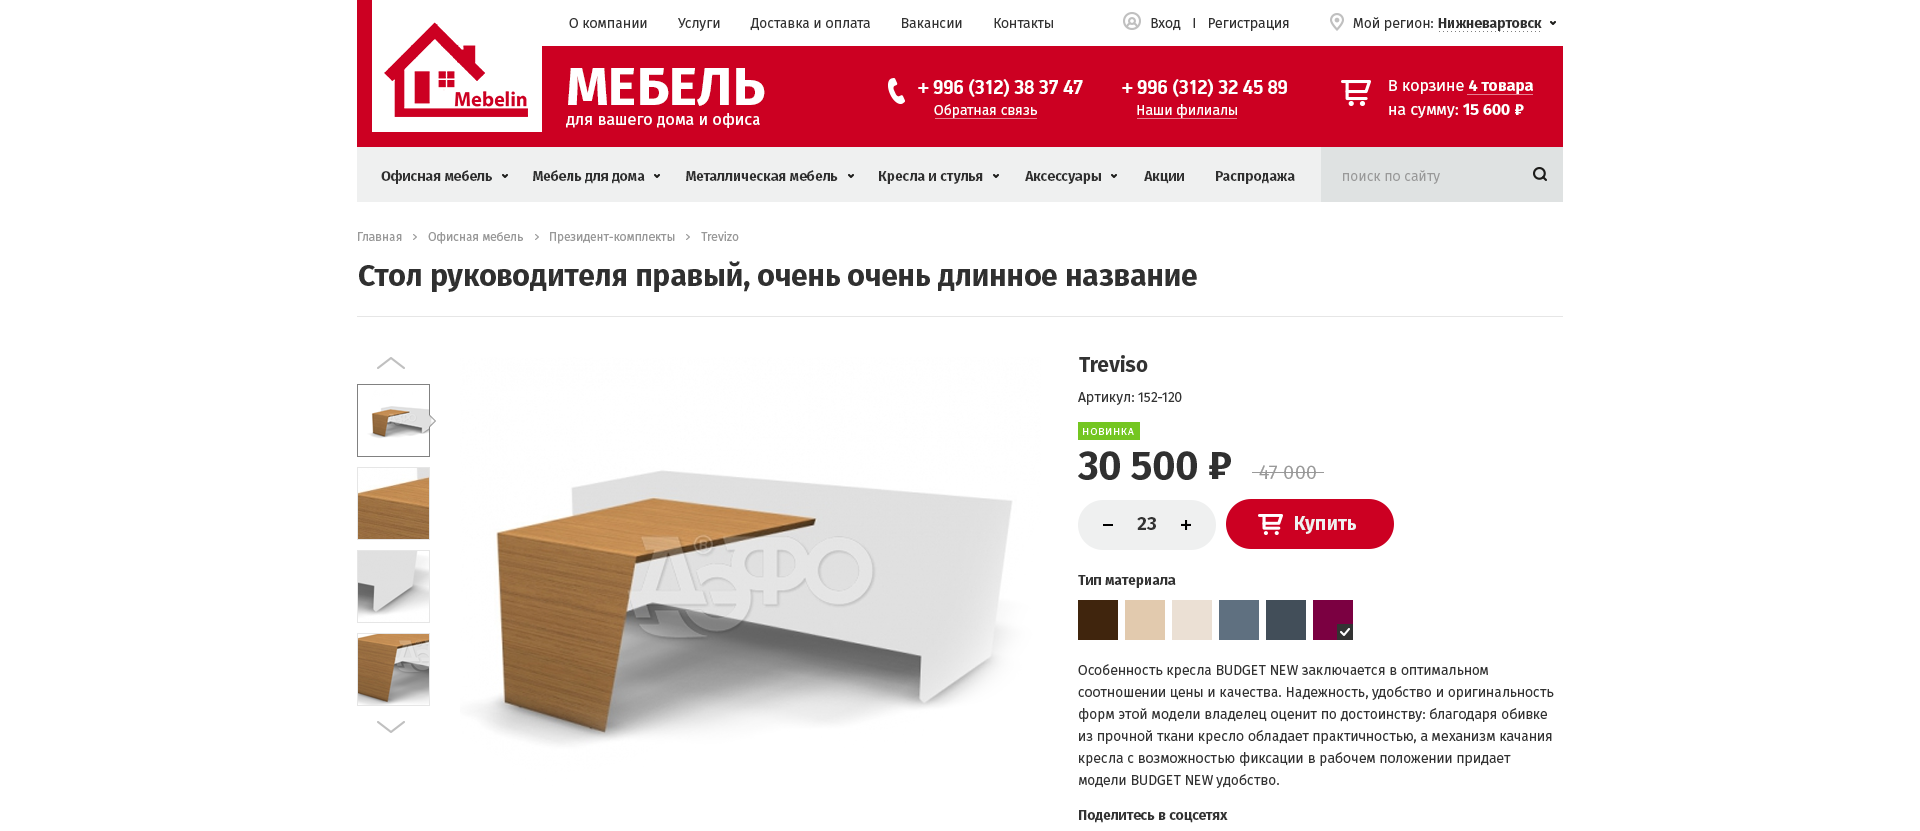 О компании Услуги Доставка и оплата Вакансии Контакты Вход | Регистрация Мой регион: Нижневартовск
Mebelin
МЕБЕЛЬ
для вашего дома и офиса
+ 996 (312) 38 37 47
Обратная связь
+ 996 (312) 32 45 89
Наши филиалы
В корзине 4 товара
на сумму: 15 600 ₽
Офисная мебель Мебель для дома Металлическая мебель Кресла и стулья Аксессуары Акции Распродажа поиск по сайту
Главная > Офисная мебель > Президент-комплекты > Trevizo
Стол руководителя правый, очень очень длинное название
ДЭФО®
Treviso
Артикул: 152-120
НОВИНКА
30 500 ₽ 47 000
– 23 + Купить
Тип материала
Особенность кресла BUDGET NEW заключается в оптимальном
соотношении цены и качества. Надежность, удобство и оригинальность
форм этой модели владелец оценит по достоинству: благодаря обивке
из прочной ткани кресло обладает практичностью, а механизм качания
кресла с возможностью фиксации в рабочем положении придает
модели BUDGET NEW удобство.
Поделитесь в соцсетях